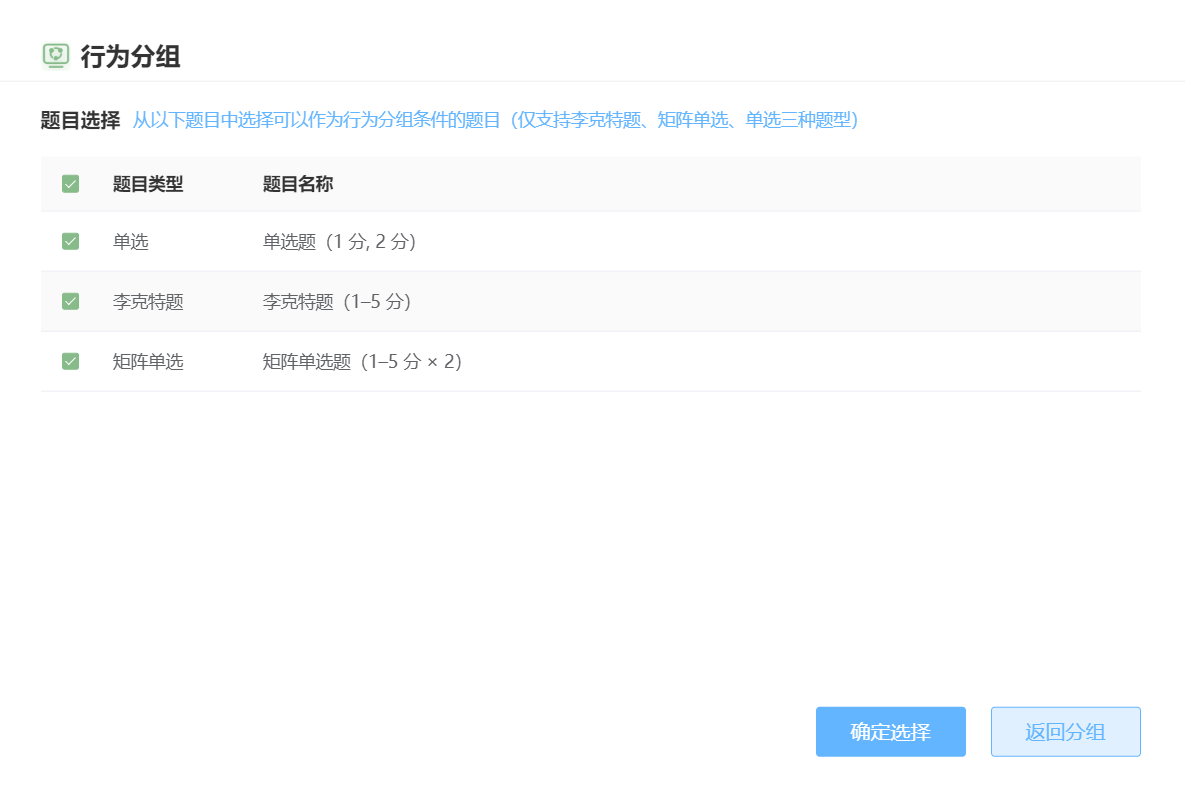 行为分组
题目选择 从以下题目中选择可以作为行为分组条件的题目（仅支持李克特题、矩阵单选、单选三种题型）
题目类型 题目名称
单选 单选题（1 分, 2 分）
李克特题 李克特题（1–5 分）
矩阵单选 矩阵单选题（1–5 分 × 2）
确定选择 返回分组